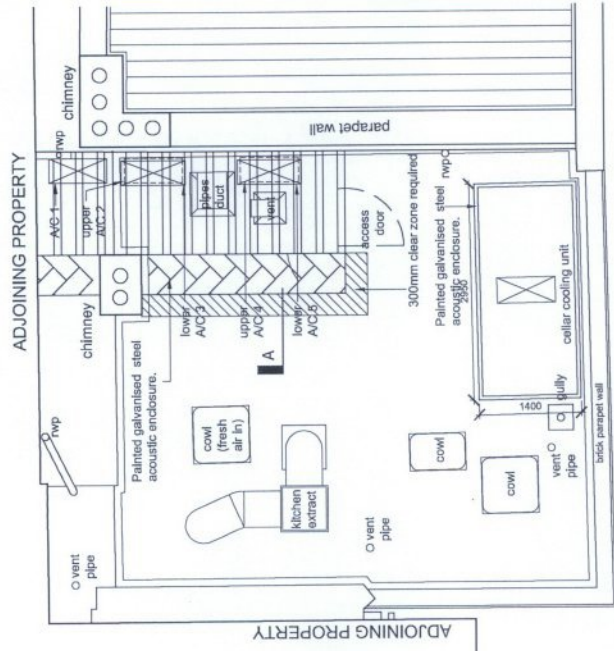 ADJOINING PROPERTY
chimney
rwp
A/C 1
upper
A/C 2
pipes
duct
vent
parapet wall
chimney
lower
A/C 3
upper
A/C 4
lower
A/C 5
access
door
300mm clear zone required
rwp
rwp
Painted galvanised steel
acoustic enclosure.
A
Painted galvanised steel
acoustic enclosure.
2950
cellar cooling unit
1400
gully
cowl
(fresh
air in)
kitchen
extract
cowl
cowl
vent
pipe
vent
pipe
vent
pipe
brick parapet wall
ADJOINING PROPERTY